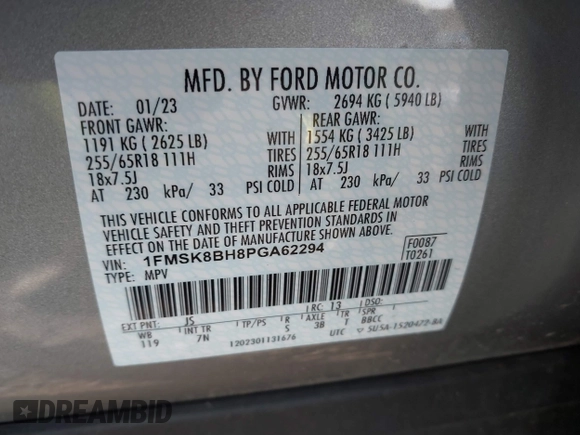 MFD. BY FORD MOTOR CO.
DATE: 01/23 GVWR: 2694 KG ( 5940 LB)
FRONT GAWR: REAR GAWR:
1191 KG ( 2625 LB) WITH 1554 KG ( 3425 LB) WITH
255/65R18 111H TIRES 255/65R18 111H TIRES
18x7.5J RIMS 18x7.5J RIMS
AT 230 kPa/ 33 PSI COLD AT 230 kPa/ 33 PSI COLD
THIS VEHICLE CONFORMS TO ALL APPLICABLE FEDERAL MOTOR
VEHICLE SAFETY AND THEFT PREVENTION STANDARDS IN
EFFECT ON THE DATE OF MANUFACTURE SHOWN ABOVE.
VIN: 1FMSK8BH8PGA62294 F0087
TYPE: MPV T0261
EXT PNT: JS RC: 13 DSO:
WB INT TR TP/PS R AXLE TR SPR
119 7N S 38 T BBCC
1202301131676 UTC SU5A-1520472-BA
DREAMBID